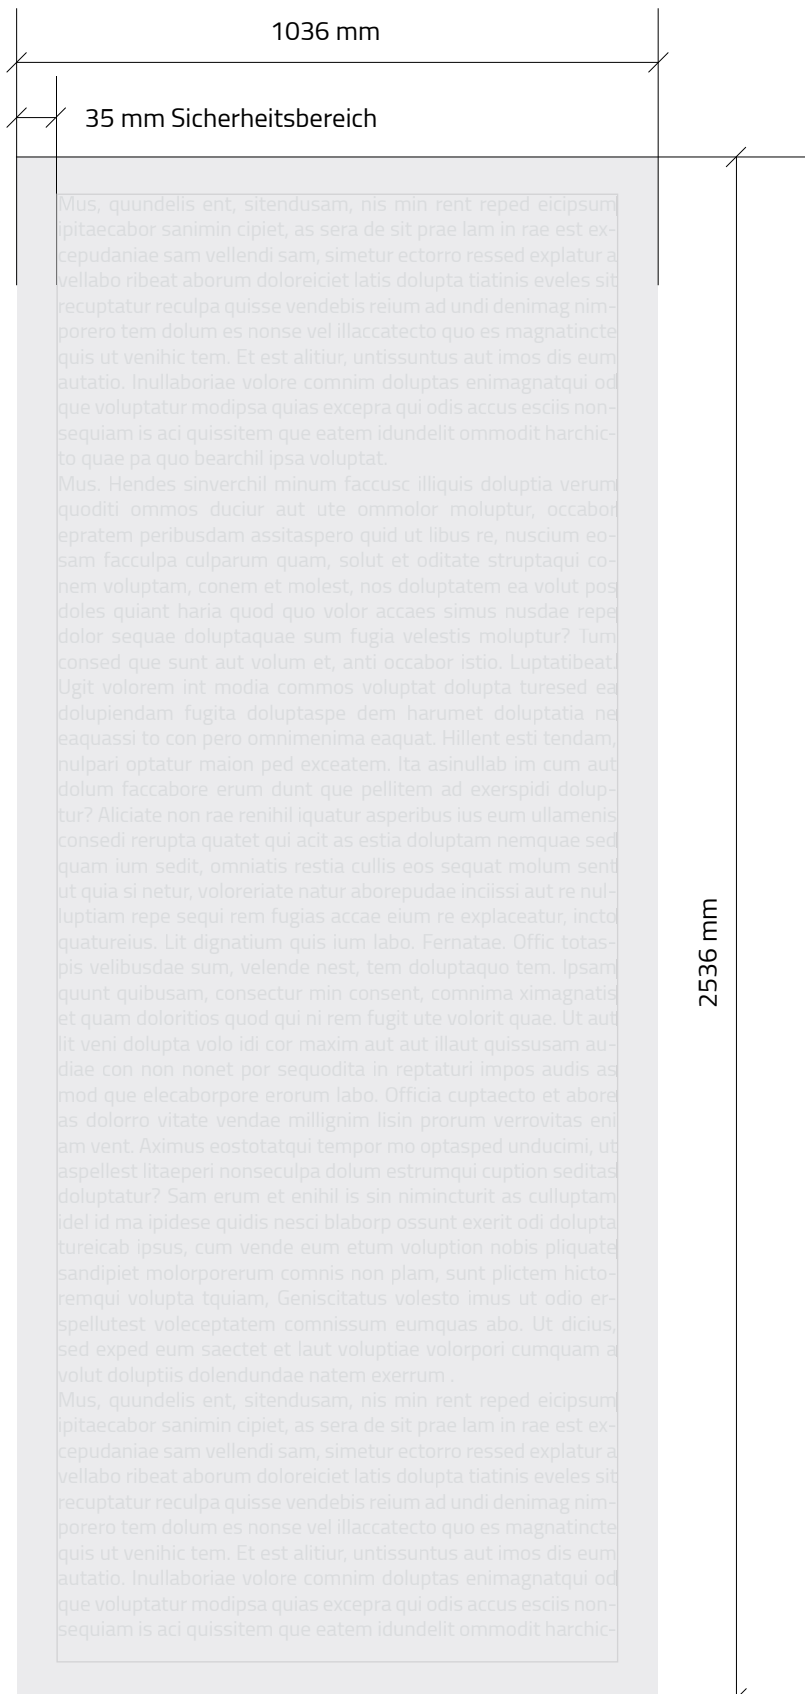 1036 mm
35 mm Sicherheitsbereich
Mus, quundelis ent, sitendusam, nis min rent reped eicipsum
ipitaecabor sanimin cipiet, as sera de sit prae lam in rae est ex-
cepudaniae sam vellendi sam, simetur ectorro ressed explatur a
vellabo ribeat aborum doloreiciet latis dolupta tiatinis eveles sit
recuptatur reculpa quisse vendebis reium ad undi denimag nim-
porero tem dolum es nonse vel illaccatecto quo es magnatincte
quis ut venihic tem. Et est alitiur, untissuntus aut imos dis eum
autatio. Inullaboriae volore comnim doluptas enimagnatqui od
que voluptatur modipsa quias excepra qui odis accus esciis non-
sequiam is aci quissitem que eatem idundelit ommodit harchic-
to quae pa quo bearchil ipsa voluptat.
Mus. Hendes sinverchil minum faccusc illiquis doluptia verum
quoditi ommos duciur aut ute ommolor moluptur, occabor
epratem peribusdam assitaspero quid ut libus re, nuscium eo-
sam facculpa culparum quam, solut et oditate struptaqui co-
nem voluptam, conem et molest, nos doluptatem ea volut pos
doles quiant haria quod quo volor accaes simus nusdae repe
dolor sequae doluptaquae sum fugia velestis moluptur? Tum
consed que sunt aut volum et, anti occabor istio. Luptatibeat.
Ugit volorem int modia commos voluptat dolupta turesed ea
dolupiendam fugita doluptaspe dem harumet doluptatia ne
eaquassi to con pero omnimenima eaquat. Hillent esti tendam,
nulpari optatur maion ped exceatem. Ita asinullab im cum aut
dolum faccabore erum dunt que pellitem ad exerspidi dolup-
tur? Aliciate non rae renihil iquatur asperibus ius eum ullamenis
consedi rerupta quatet qui acit as estia doluptam nemquae sed
quam ium sedit, omniatis restia cullis eos sequat molum sent
ut quia si netur, voloreriate natur aborepudae inciissi aut re nul-
luptiam repe sequi rem fugias accae eium re explaceatur, incto
quatureius. Lit dignatium quis ium labo. Fernatae. Offic totas-
pis velibusdae sum, velende nest, tem doluptaquo tem. Ipsam
quunt quibusam, consectur min consent, comnima ximagnatis
et quam doloritios quod qui ni rem fugit ute volorit quae. Ut aut
lit veni dolupta volo idi cor maxim aut aut illaut quissusam au-
diae con non nonet por sequodita in reptaturi impos audis as
mod que elecaborpore erorum labo. Officia cuptaecto et abore
as dolorro vitate vendae millignim lisin prorum verrovitas eni
am vent. Aximus eostotatqui tempor mo optasped unducimi, ut
aspellest litaeperi nonseculpa dolum estrumqui cuption seditas
doluptatur? Sam erum et enihil is sin nimincturit as culluptam
idel id ma ipidese quidis nesci blaborp ossunt exerit odi dolupta
tureicab ipsus, cum vende eum etum voluption nobis pliquate
sandipiet molorporerum comnis non plam, sunt plictem hicto-
remqui volupta tquiam, Geniscitatus volesto imus ut odio er-
spellutest voleceptatem comnissum eumquas abo. Ut dicius,
sed exped eum saectet et laut voluptiae volorpori cumquam a
volut doluptiis dolendundae natem exerrum .
Mus, quundelis ent, sitendusam, nis min rent reped eicipsum
ipitaecabor sanimin cipiet, as sera de sit prae lam in rae est ex-
cepudaniae sam vellendi sam, simetur ectorro ressed explatur a
vellabo ribeat aborum doloreiciet latis dolupta tiatinis eveles sit
recuptatur reculpa quisse vendebis reium ad undi denimag nim-
porero tem dolum es nonse vel illaccatecto quo es magnatincte
quis ut venihic tem. Et est alitiur, untissuntus aut imos dis eum
autatio. Inullaboriae volore comnim doluptas enimagnatqui od
que voluptatur modipsa quias excepra qui odis accus esciis non-
sequiam is aci quissitem que eatem idundelit ommodit harchic-
2536 mm